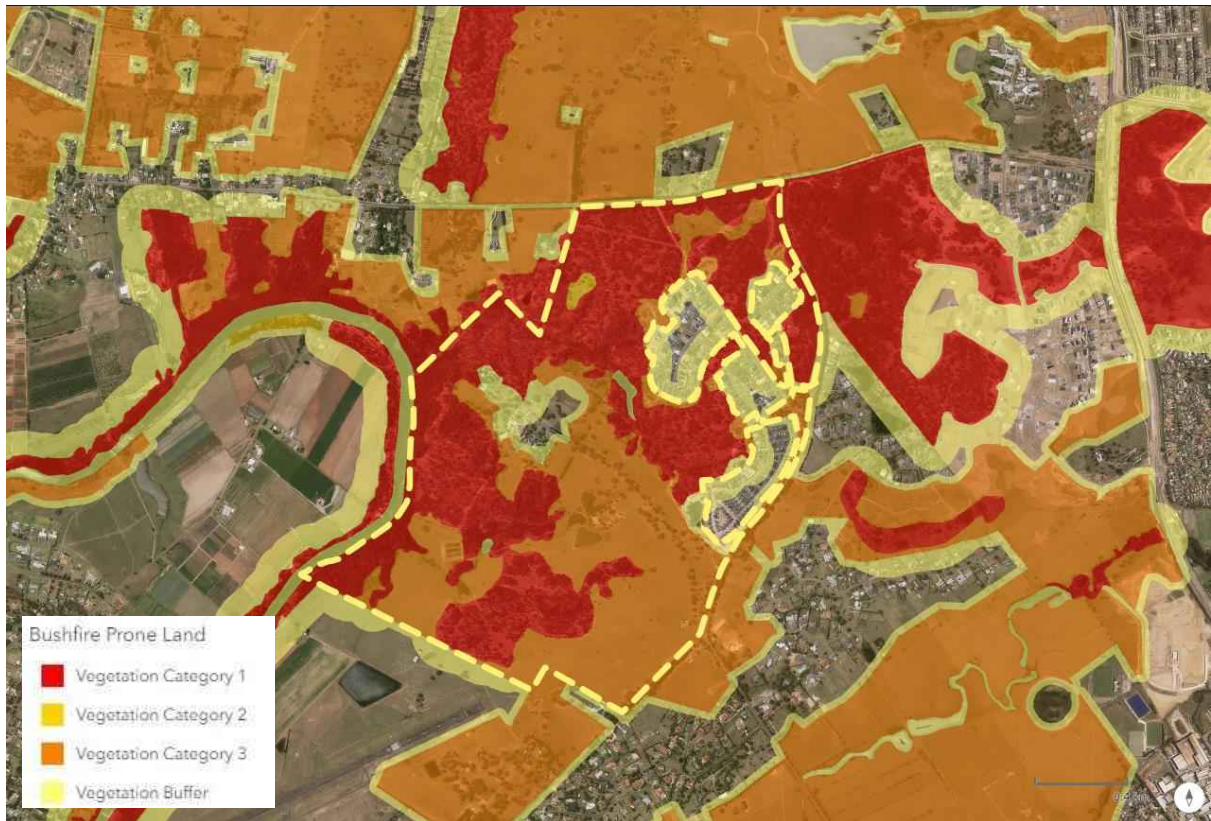 Bushfire Prone Land
Vegetation Category 1
Vegetation Category 2
Vegetation Category 3
Vegetation Buffer